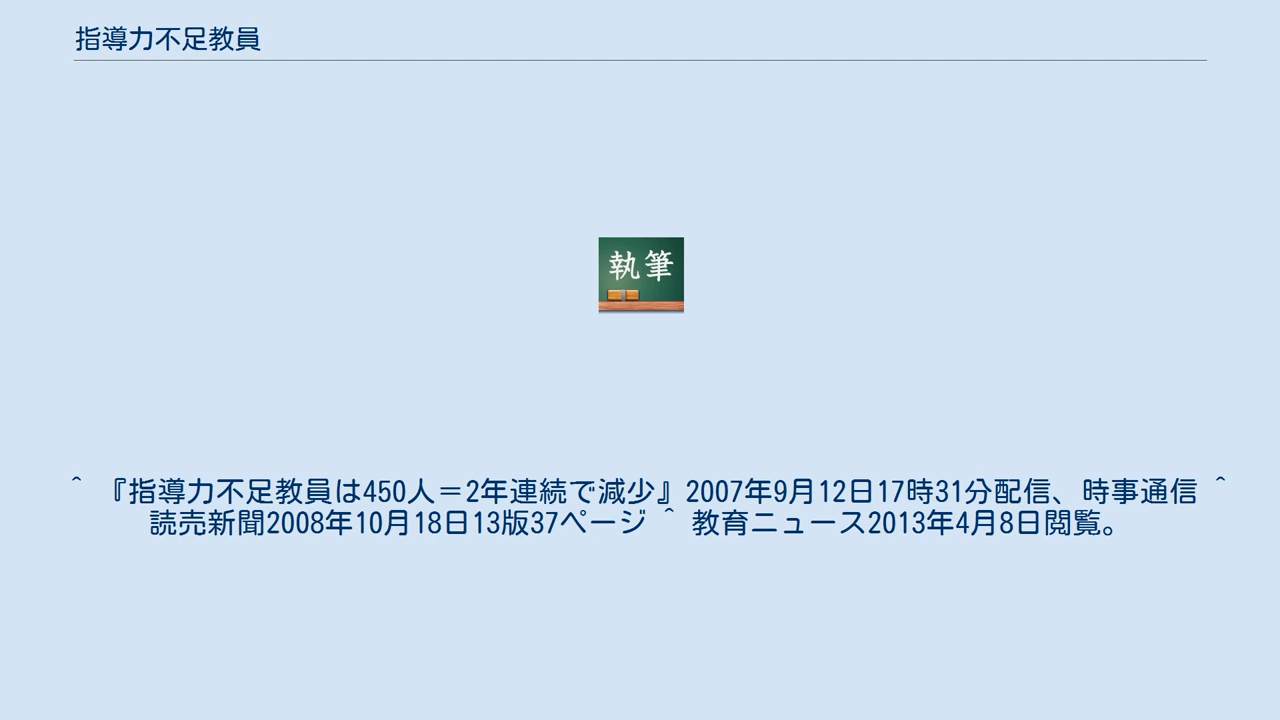 指導力不足教員
執筆
^ 『指導力不足教員は450人＝2年連続で減少』2007年9月12日17時31分配信、時事通信 ^
読売新聞2008年10月18日13版37ページ ^ 教育ニュース2013年4月8日閲覧。